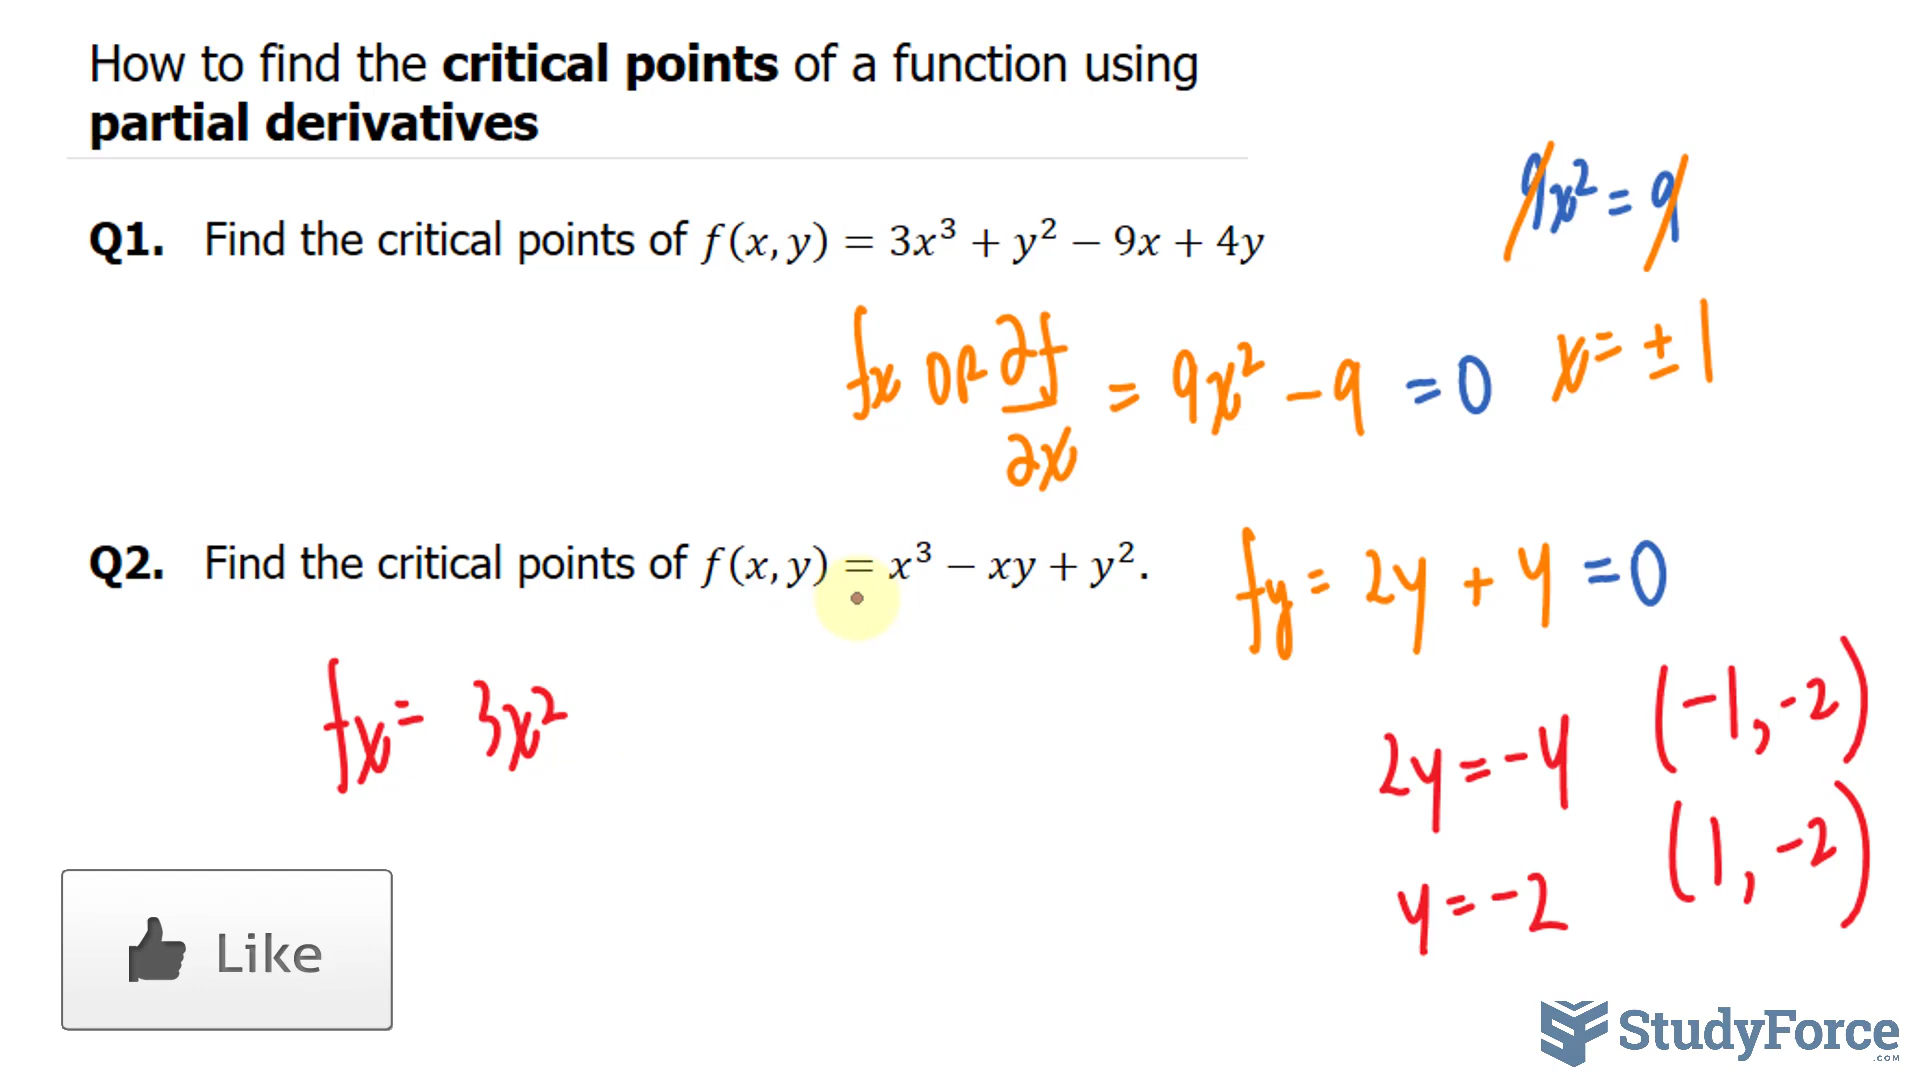 How to find the critical points of a function using
partial derivatives
9x² = 9
Q1. Find the critical points of f(x, y) = 3x³ + y² − 9x + 4y
fx OR ∂f/∂x = 9x² − 9 = 0
x = ± 1
Q2. Find the critical points of f(x, y) = x³ − xy + y².
fy = 2y + 4 = 0
fx = 3x²
2y = −4
(−1, −2)
y = −2
(1, −2)
Like
StudyForce
.COM